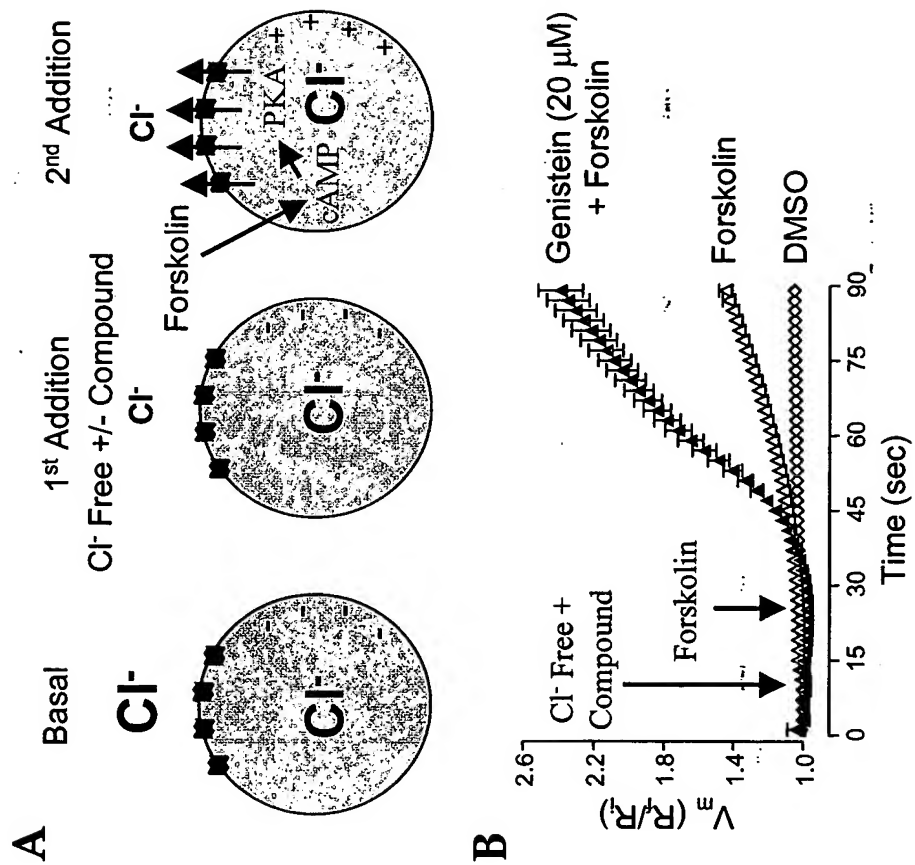 A
Basal
1st Addition
Cl- Free +/- Compound
2nd Addition
Cl-
Cl-
Cl-
Cl-
Cl-
Cl-
Forskolin
cAMP
PKA
B
Vm (Rf/Ri)
2.6
2.2
1.8
1.4
1.0
Cl- Free +
Compound
Forskolin
Genistein (20 μM)
+ Forskolin
Forskolin
DMSO
0
15
30
45
60
75
90
Time (sec)